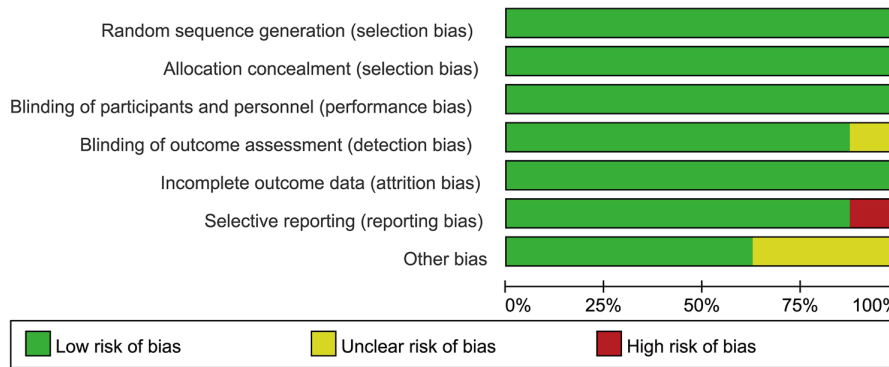 Random sequence generation (selection bias)
Allocation concealment (selection bias)
Blinding of participants and personnel (performance bias)
Blinding of outcome assessment (detection bias)
Incomplete outcome data (attrition bias)
Selective reporting (reporting bias)
Other bias
0% 25% 50% 75% 100%
Low risk of bias Unclear risk of bias High risk of bias